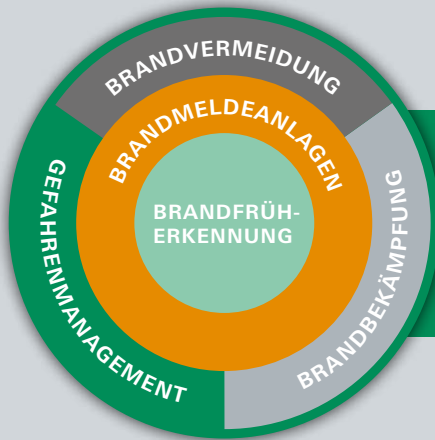 BRANDVERMEIDUNG
BRANDMELDEANLAGEN
BRANDFRÜH-
ERKENNUNG
GEFAHRENMANAGEMENT
BRANDBEKÄMPFUNG